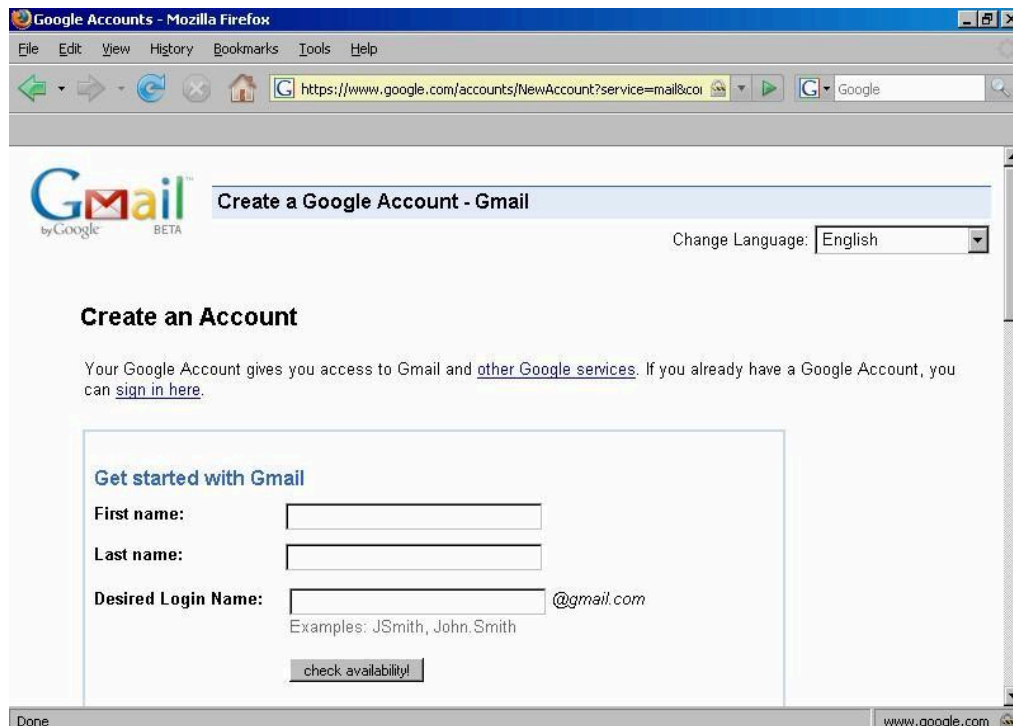 Google Accounts - Mozilla Firefox
File Edit View History Bookmarks Tools Help
G https://www.google.com/accounts/NewAccount?service=mail&co G Google
Gmail™
by Google BETA
Create a Google Account - Gmail
Change Language: English
Create an Account
Your Google Account gives you access to Gmail and other Google services. If you already have a Google Account, you
can sign in here.
Get started with Gmail
First name:
Last name:
Desired Login Name: @gmail.com
Examples: JSmith, John.Smith
check availability!
Done www.google.com